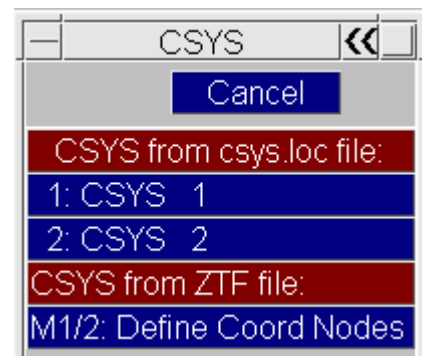 CSYS
Cancel
CSYS from csys.loc file:
1: CSYS 1
2: CSYS 2
CSYS from ZTF file:
M1/2: Define Coord Nodes